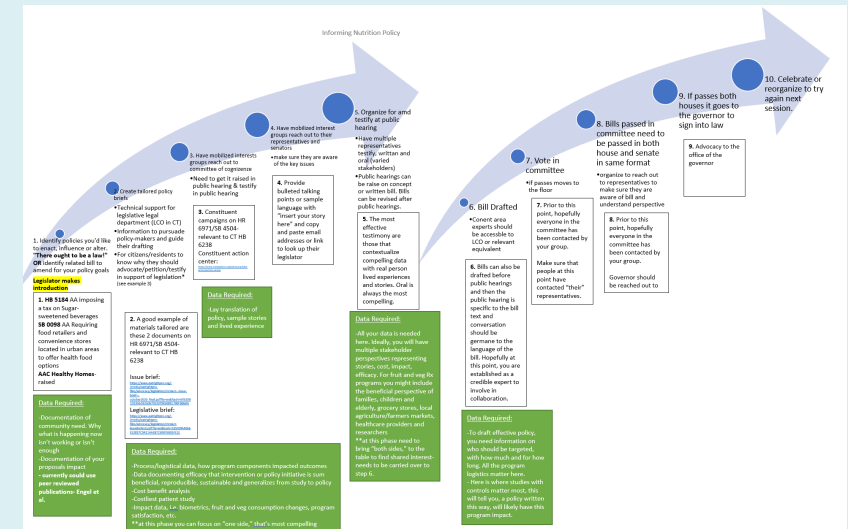 Informing Nutrition Policy
1. Identify policies you'd like
to enact, influence or alter.
"There ought to be a law!"
OR identify related bill to
amend for your policy goals
Legislator makes
introduction
1. HB 5184 AA imposing
a tax on Sugar-
sweetened beverages
SB 0098 AA Requiring
food retailers and
convenience stores
located in urban areas
to offer health food
options
AAC Healthy Homes-
raised
Data Required:
-Documentation of
community need. Why
what is happening now
isn't working or isn't
enough
-Documentation of your
proposals impact
- currently could use
peer reviewed
publications- Engel et
al.
2. Create tailored policy
briefs
•Technical support for
legislative legal
department (LCO in CT)
•Information to pursuade
policy-makers and guide
their drafting
•For citizens/residents to
know why they should
advocate/petition/testify
in support of legislation*
(see example 3)
2. A good example of
materials tailored are
these 2 documents on
HR 6971/SB 4504-
relevant to CT HB
6238
Issue brief:
Legislative brief:
Data Required:
-Process/logistical data, how program components impacted outcomes
-Data documenting efficacy that intervention or policy initiative is sum
beneficial, reproducible, sustainable and generalizes from study to policy
-Cost benefit analysis
-Costliest patient study
-Impact data, i.e. biometrics, fruit and veg consumption changes, program
satisfaction, etc.
**at this phase you can focus on "one side," that's most compelling
3. Have mobilized interests
groups reach out to
committee of cognizence
•Need to get it raised in
public hearing & testify
in public hearing
3. Constituent
campaigns on HR
6971/SB 4504-
relevant to CT HB
6238
Constituent action
center:
Data Required:
-Lay translation of
policy, sample stories
and lived experience
4. Have mobilized interest
groups reach out to their
representatives and
senators
•make sure they are aware
of the key issues
4. Provide
bulleted talking
points or sample
language with
"insert your story
here" and copy
and paste email
addresses or link
to look up their
legislator
5. Organize for amd
testify at public
hearing
•Have multiple
representatives
testify, writtan and
oral (varied
stakeholders)
•Public hearings can
be raise on concept
or written bill. Bills
can be revised after
public hearings.
5. The most
effective
testimony are
those that
contextualize
compelling data
with real person
lived experiences
and stories. Oral is
always the most
compelling.
Data Required:
-All your data is needed
here. Ideally, you will have
multiple stakeholder
perspectives representing
stories, cost, impact,
efficacy. For fruit and veg Rx
programs you might include
the beneficial perspective of
families, children and
elderly, grocery stores, local
agriculture/farmers markets,
healthcare providers and
researchers
**at this phase need to
bring "both sides," to the
table to find shared interest-
needs to be carried over to
step 6.
6. Bill Drafted
•Conent area
experts should
be accessible to
LCO or relevant
equivalent
6. Bills can also be
drafted before
public hearings
and then the
public hearing is
specific to the bill
text and
conversation
should be
germane to the
language of the
bill. Hopefully at
this point, you are
established as a
credible expert to
involve in
collaboration.
Data Required:
-To draft effective policy,
you need information on
who should be targeted,
with how much and for how
long. All the program
logistics matter here.
- Here is where studies with
controls matter most, this
will tell you, a policy written
this way, will likely have this
program impact.
7. Vote in
committee
•if passes moves to
the floor
7. Prior to this
point, hopefully
everyone in the
committee has
been contacted by
your group.
Make sure that
people at this
point have
contacted "their"
representatives.
8. Bills passed in
committee need to
be passed in both
house and senate
in same format
•organize to reach out
to representatives to
make sure they are
aware of bill and
understand perspective
8. Prior to this
point, hopefully
everyone in the
committee has
been contacted by
your group.
Governor should
be reached out to
9. If passes both
houses it goes to
the governor to
sign into law
9. Advocacy to the
office of the
governor
10. Celebrate or
reorganize to try
again next
session.